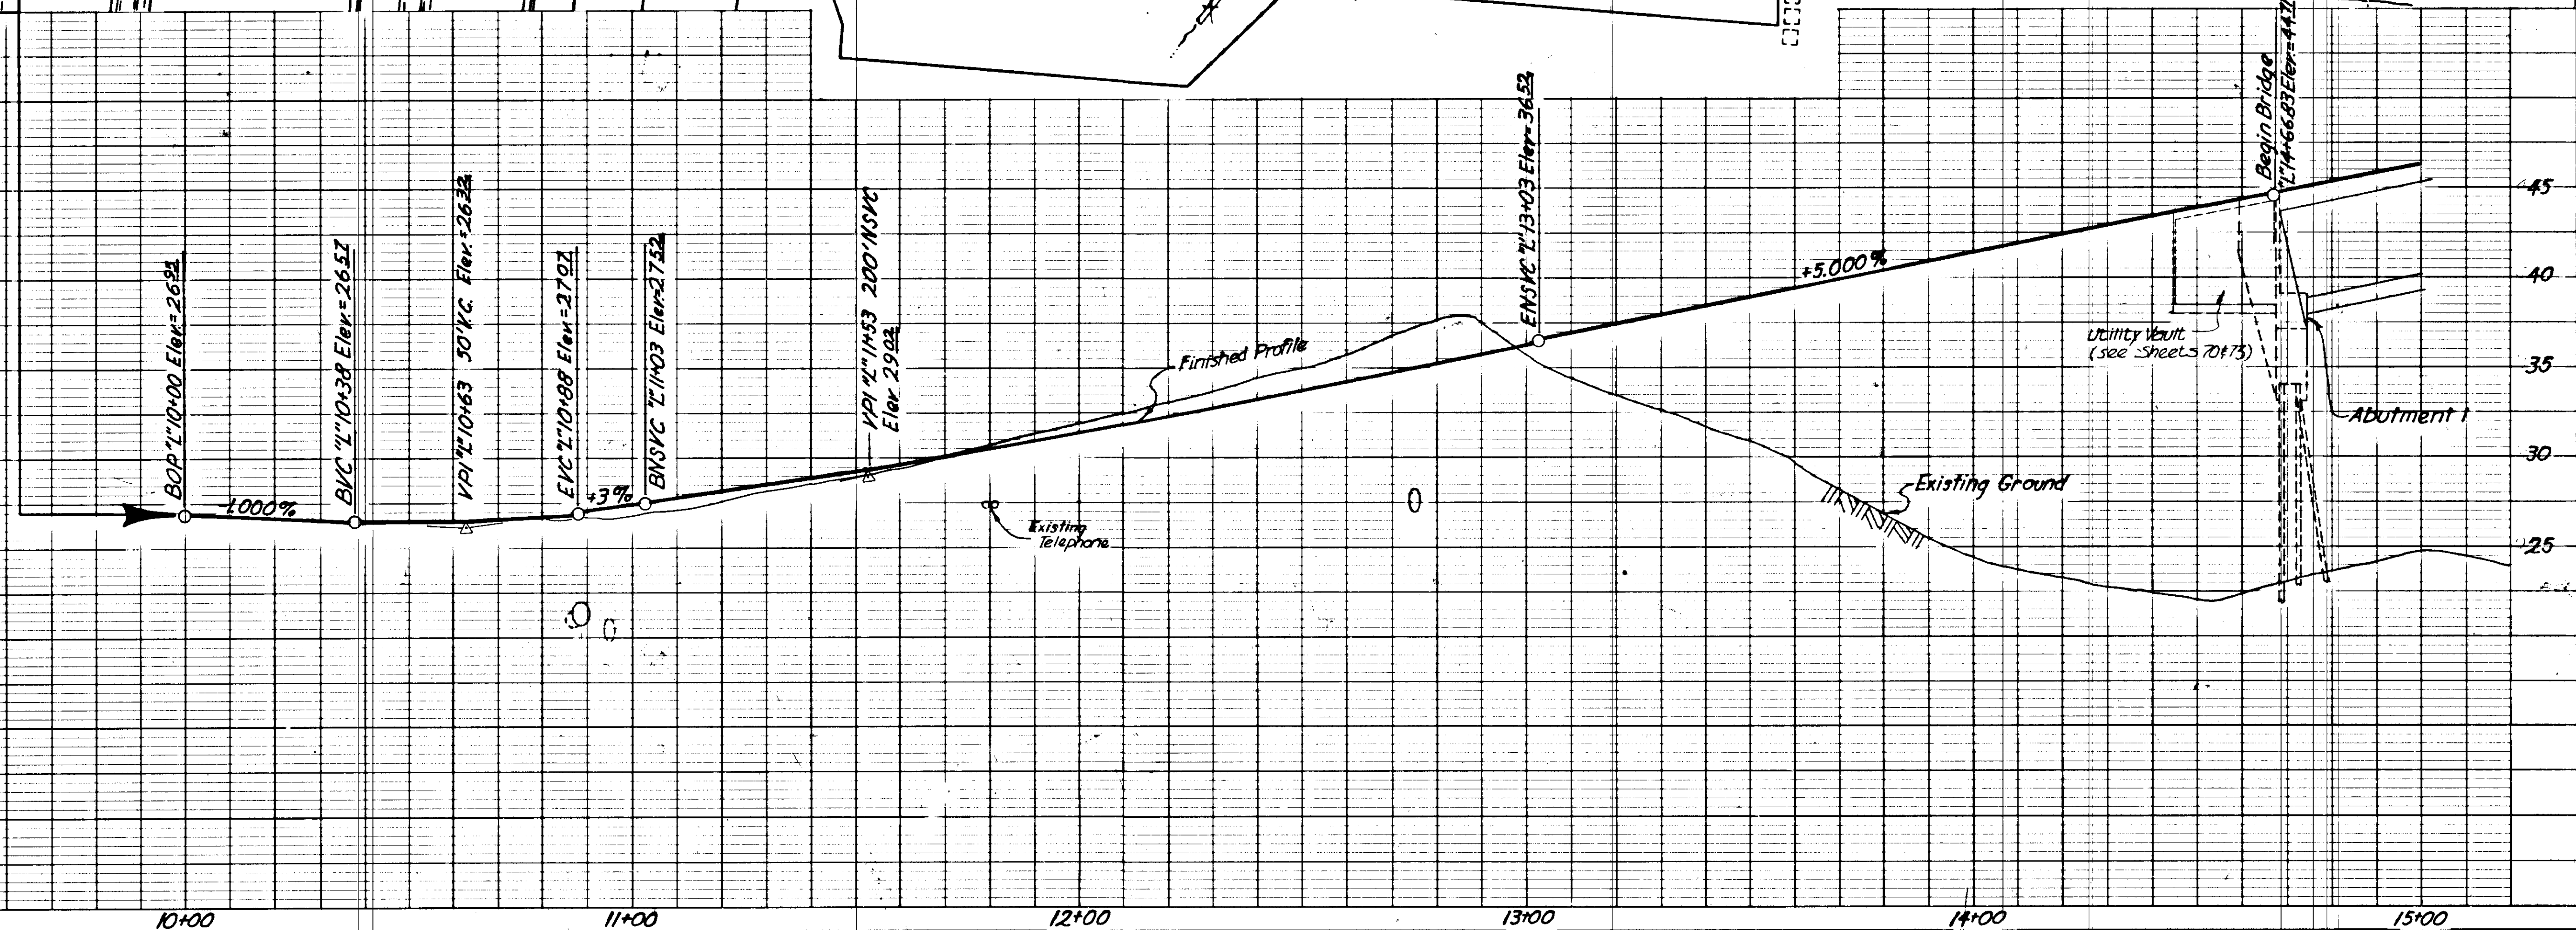 BOP "L" 10+00 Elev.=26.95
-1.000%
BVC "L" 10+38 Elev.=26.57
VPI "L" 10+63 50' V.C. Elev.=26.32
EVC "L" 10+88 Elev.=27.07
+3%
BNSVC "L" 11+03 Elev.=27.52
VPI "L" 11+53 200' NSVC
Elev 29.02
Existing
Telephone
Finished Profile
ENSVC "L" 13+03 Elev=36.52
+5.000%
Existing Ground
Utility Vault
(see Sheets 70&73)
Begin Bridge
"L" 14+66.83 Elev.=44.71
Abutment 1
45
40
35
30
25
10+00
11+00
12+00
13+00
14+00
15+00